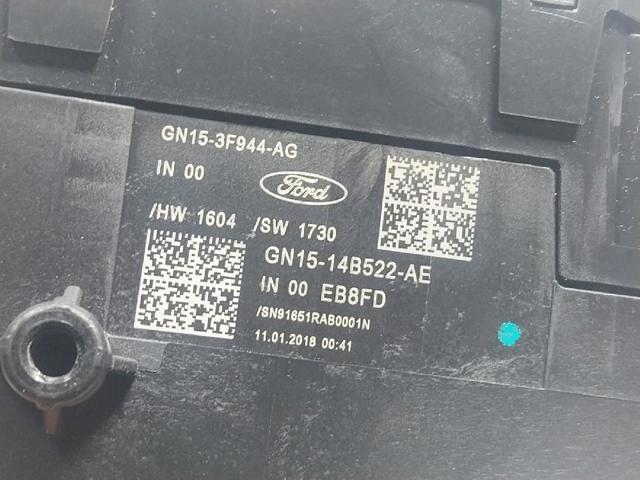 GN15-3F944-AG
IN 00
Ford
/HW 1604 /SW 1730
GN15-14B522-AE
IN 00 EB8FD
/SN91651RAB0001N
11.01.2018 00:41